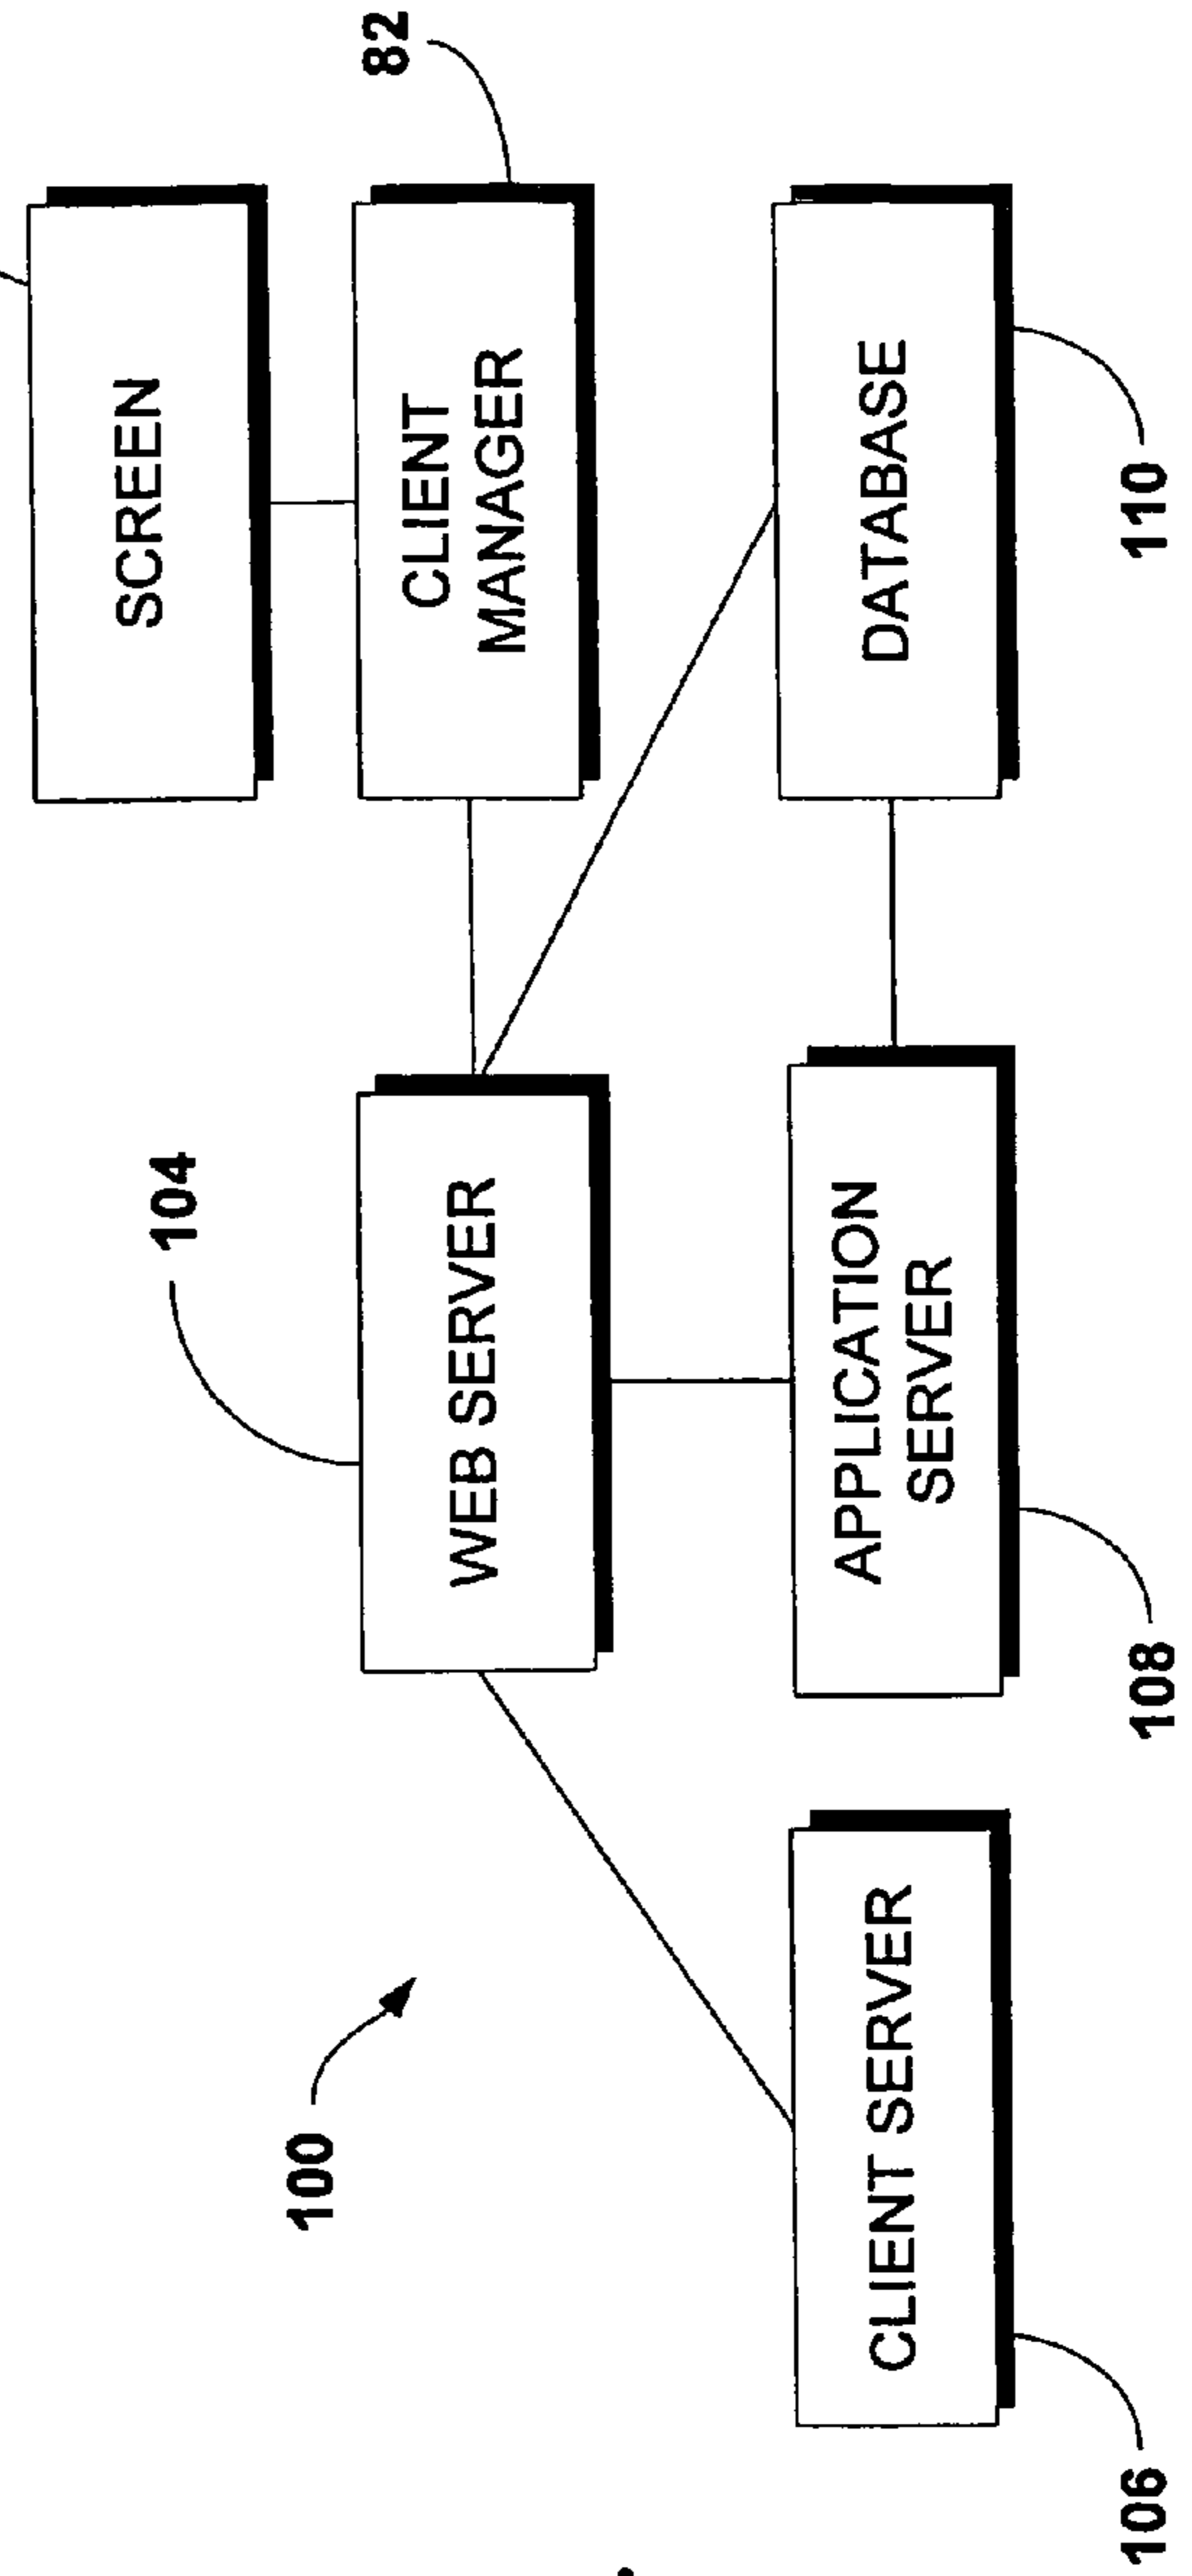 SCREEN
82
CLIENT
MANAGER
104
WEB SERVER
DATABASE
110
APPLICATION
SERVER
108
100
CLIENT SERVER
106